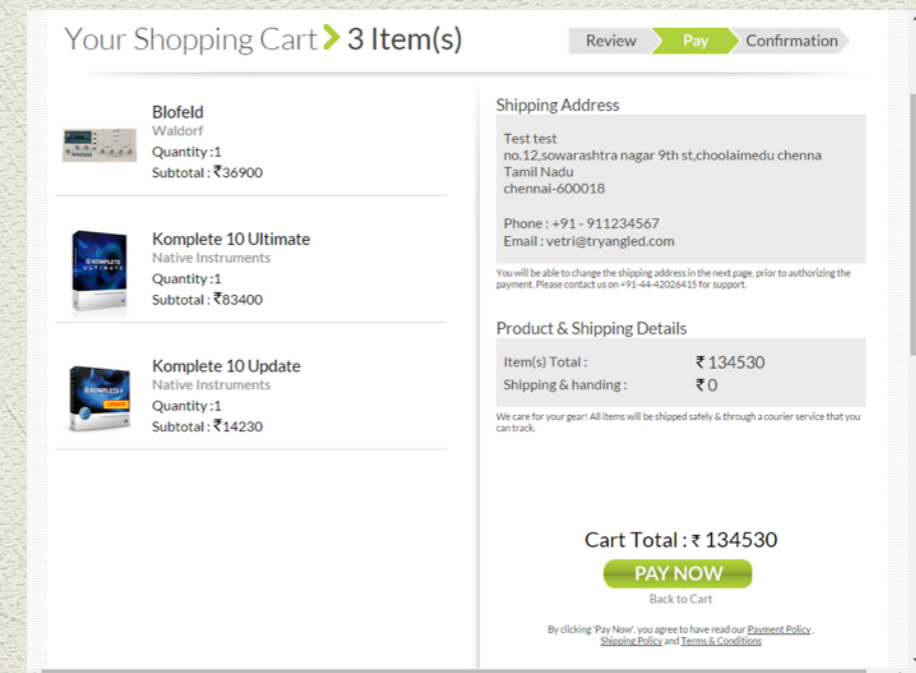 Your Shopping Cart 3 Item(s)
Review Pay Confirmation
Blofeld
Waldorf
Quantity :1
Subtotal : ₹36900
KOMPLETE
ULTIMATE
Komplete 10 Ultimate
Native Instruments
Quantity :1
Subtotal : ₹83400
UPDATE
Komplete 10 Update
Native Instruments
Quantity :1
Subtotal : ₹14230
Shipping Address
Test test
no.12,sowarashtra nagar 9th st,choolaimedu chenna
Tamil Nadu
chennai-600018
Phone : +91 - 911234567
Email : vetri@tryangled.com
You will be able to change the shipping address in the next page, prior to authorizing the
payment. Please contact us on +91-44-42026415 for support.
Product & Shipping Details
Item(s) Total : ₹ 134530
Shipping & handing : ₹ 0
We care for your gear! All items will be shipped safely & through a courier service that you
can track.
Cart Total : ₹ 134530
PAY NOW
Back to Cart
By clicking 'Pay Now', you agree to have read our Payment Policy ,
Shipping Policy and Terms & Conditions